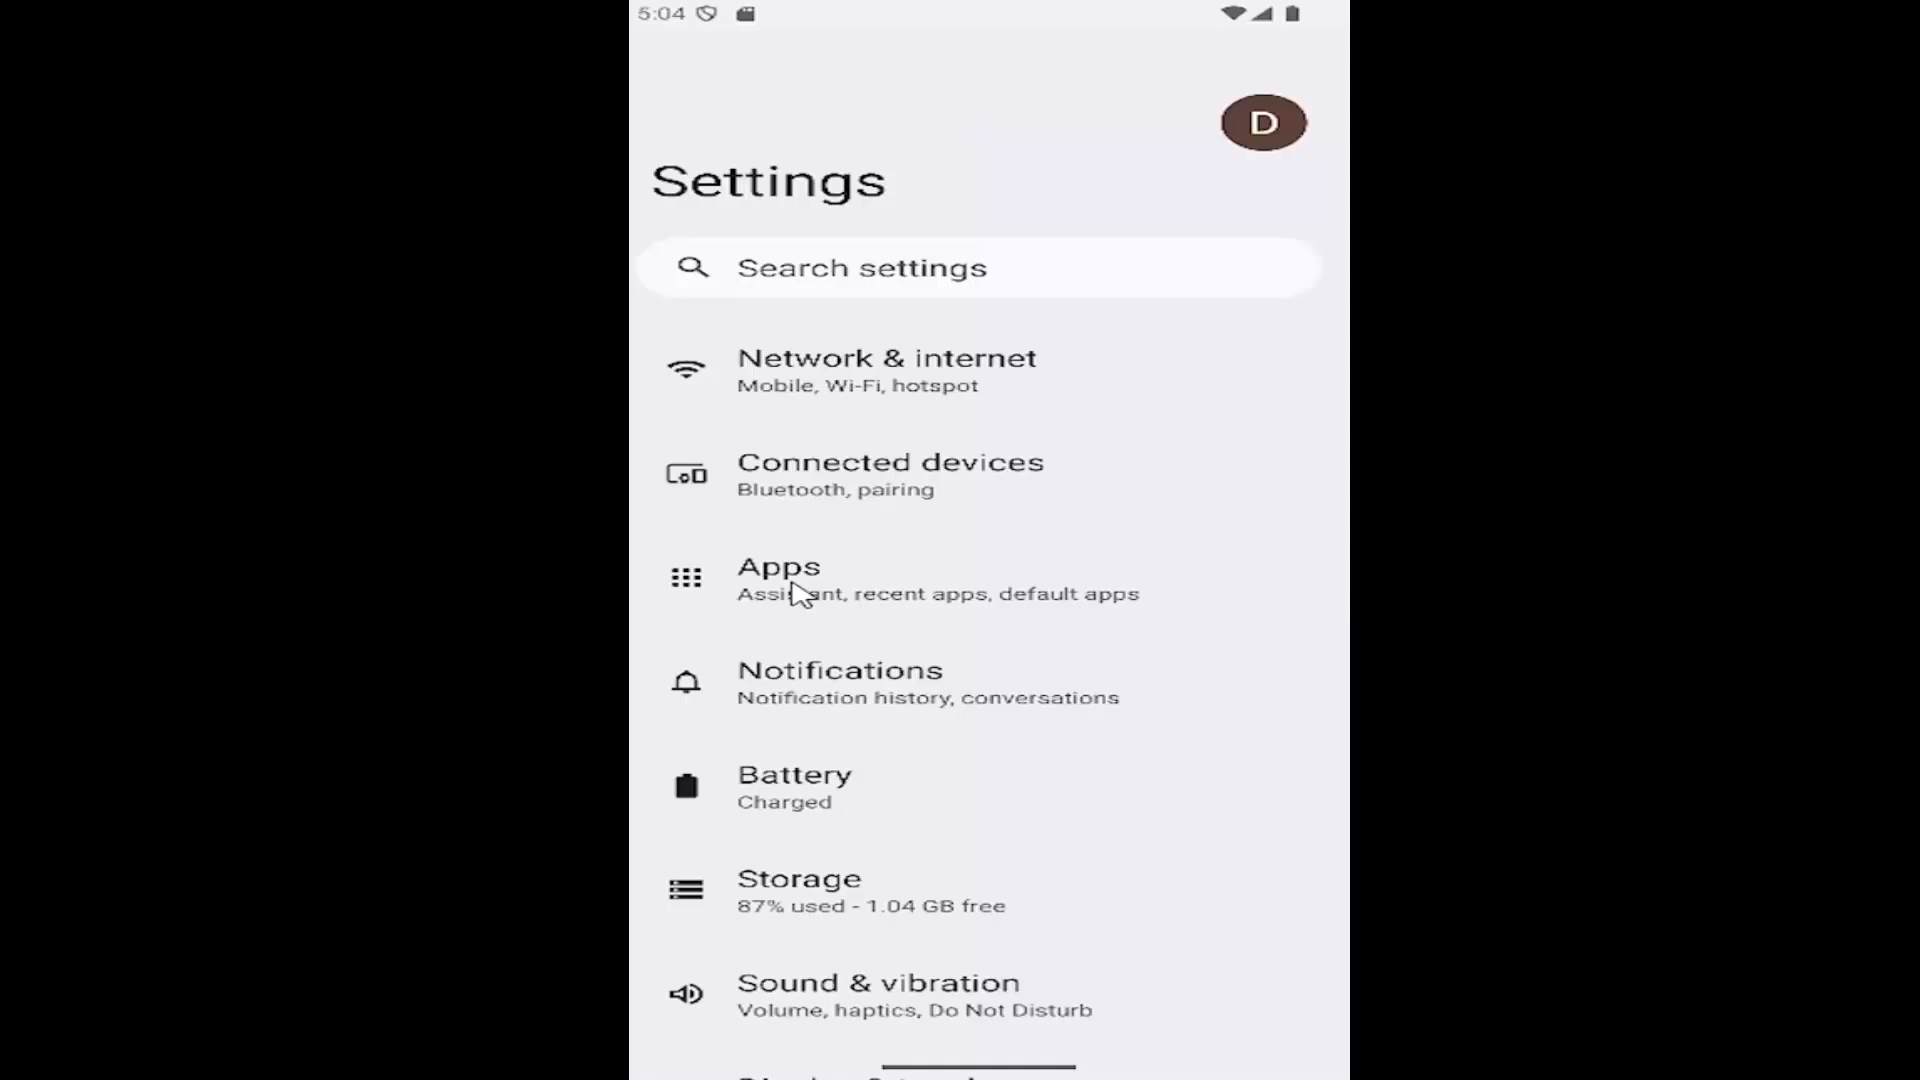 5:04
D
Settings
Search settings
Network & internet
Mobile, Wi-Fi, hotspot
Connected devices
Bluetooth, pairing
Apps
recent apps, default apps
Notifications
Notification history, conversations
Battery
Charged
Storage
87% used - 1.04 GB free
Sound & vibration
Volume, haptics, Do Not Disturb